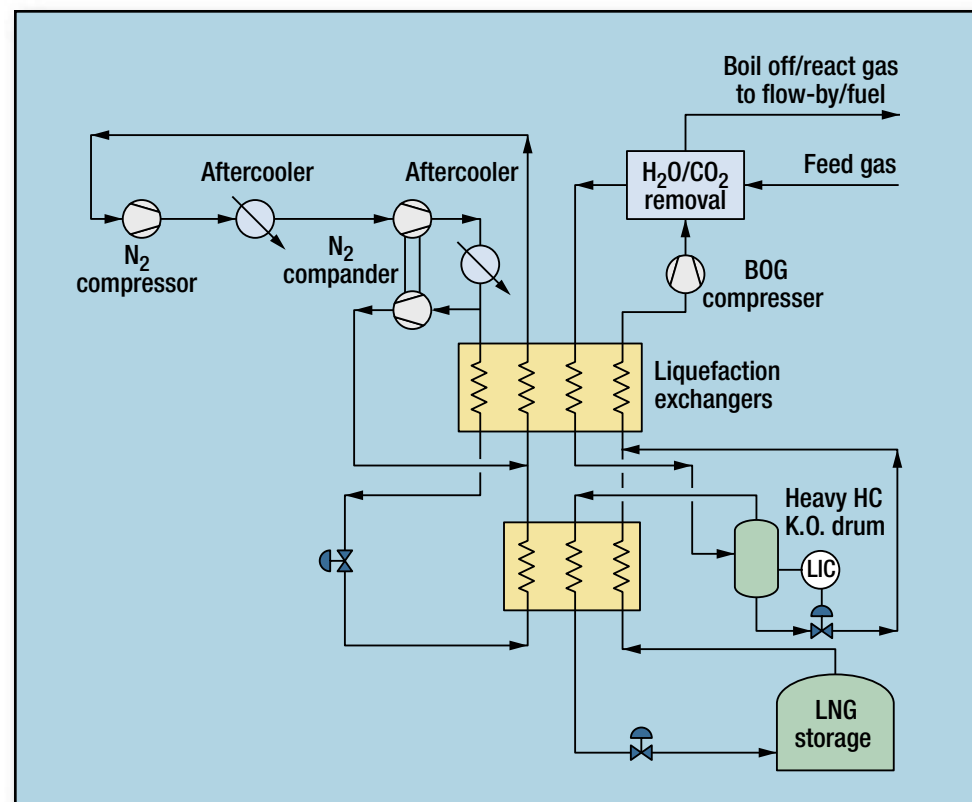 Boil off/react gas
to flow-by/fuel
Feed gas
H₂O/CO₂
removal
Aftercooler
Aftercooler
N₂
compressor
N₂
compander
BOG
compresser
Liquefaction
exchangers
Heavy HC
K.O. drum
LIC
LNG
storage